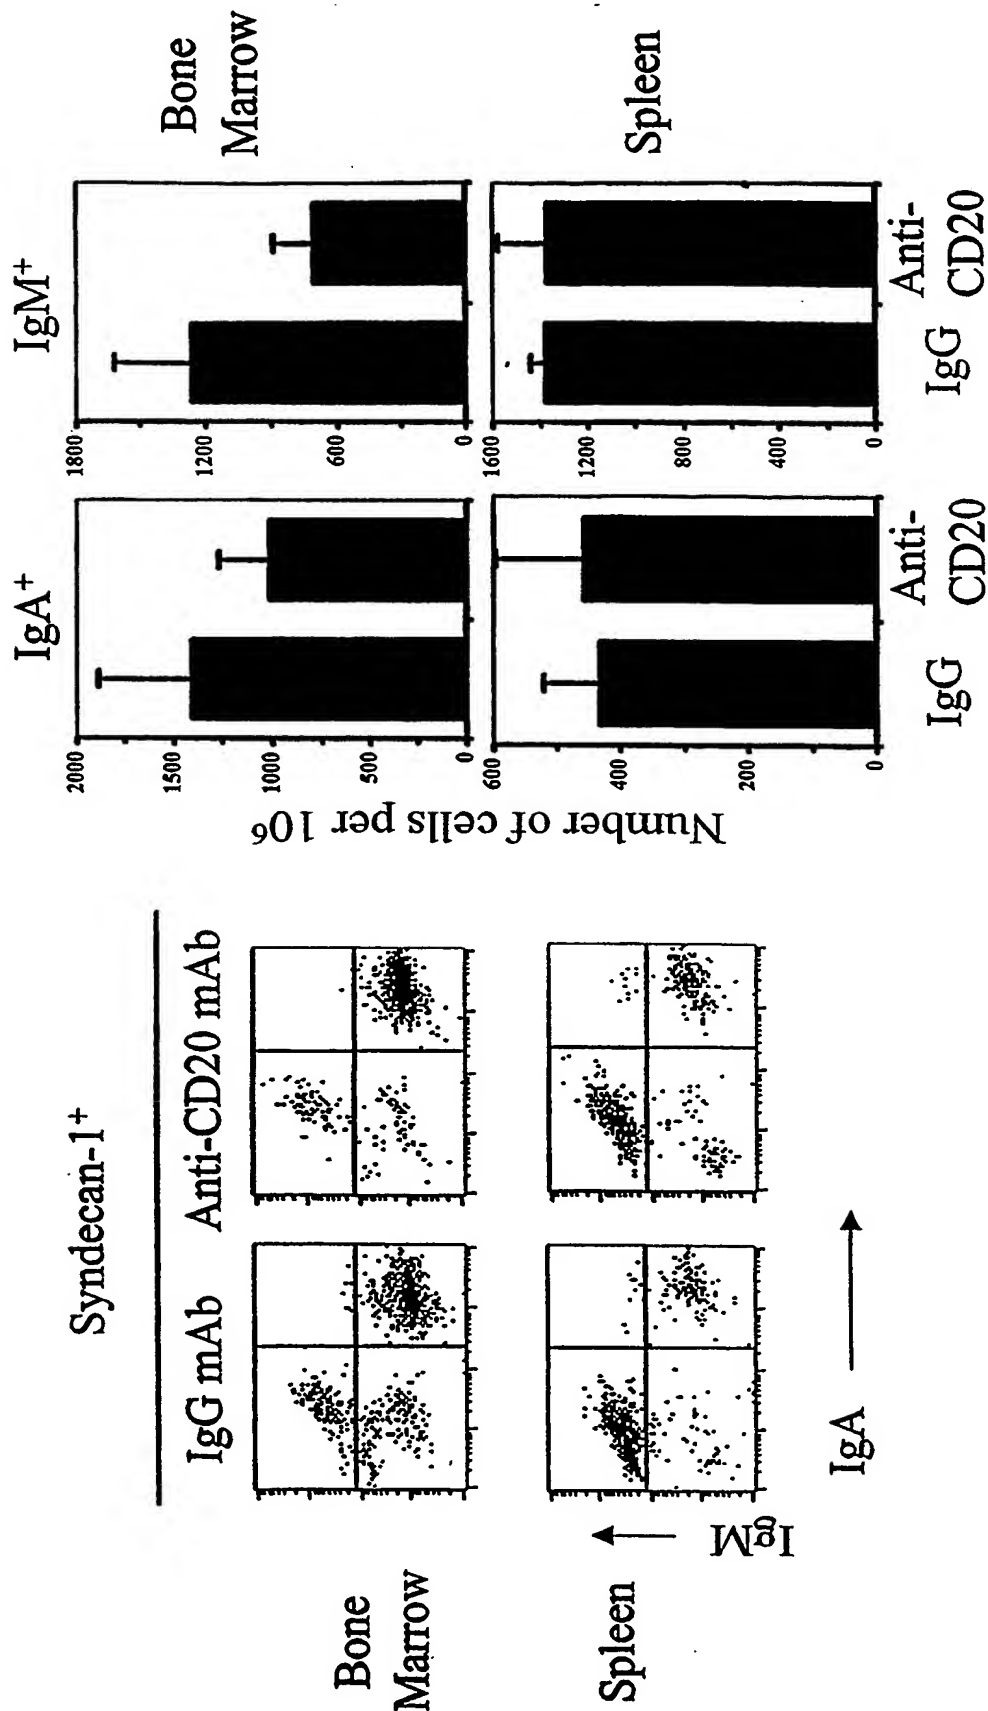 Syndecan-1⁺
IgG mAb Anti-CD20 mAb
Bone
Marrow
Spleen
IgM
IgA
Number of cells per 10⁶
IgA⁺ IgM⁺
2000
1500
1000
500
0
1800
1200
600
0
Bone
Marrow
600
400
200
0
1600
1200
800
400
0
Spleen
IgG Anti-
CD20
IgG Anti-
CD20